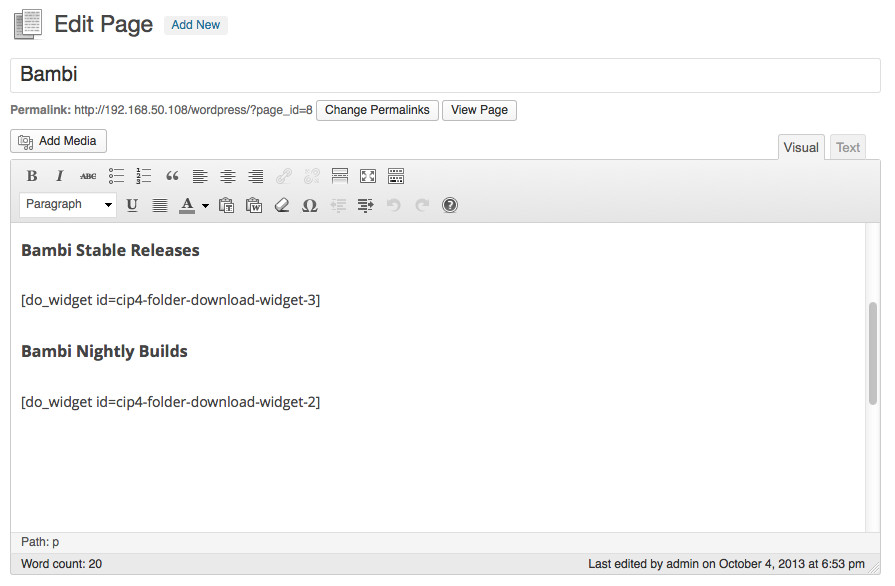 Edit Page Add New
Bambi
Permalink: http://192.168.50.108/wordpress/?page_id=8 Change Permalinks View Page
Add Media
Visual Text
B I ABC
Paragraph U A
Bambi Stable Releases
[do_widget id=cip4-folder-download-widget-3]
Bambi Nightly Builds
[do_widget id=cip4-folder-download-widget-2]
Path: p
Word count: 20 Last edited by admin on October 4, 2013 at 6:53 pm